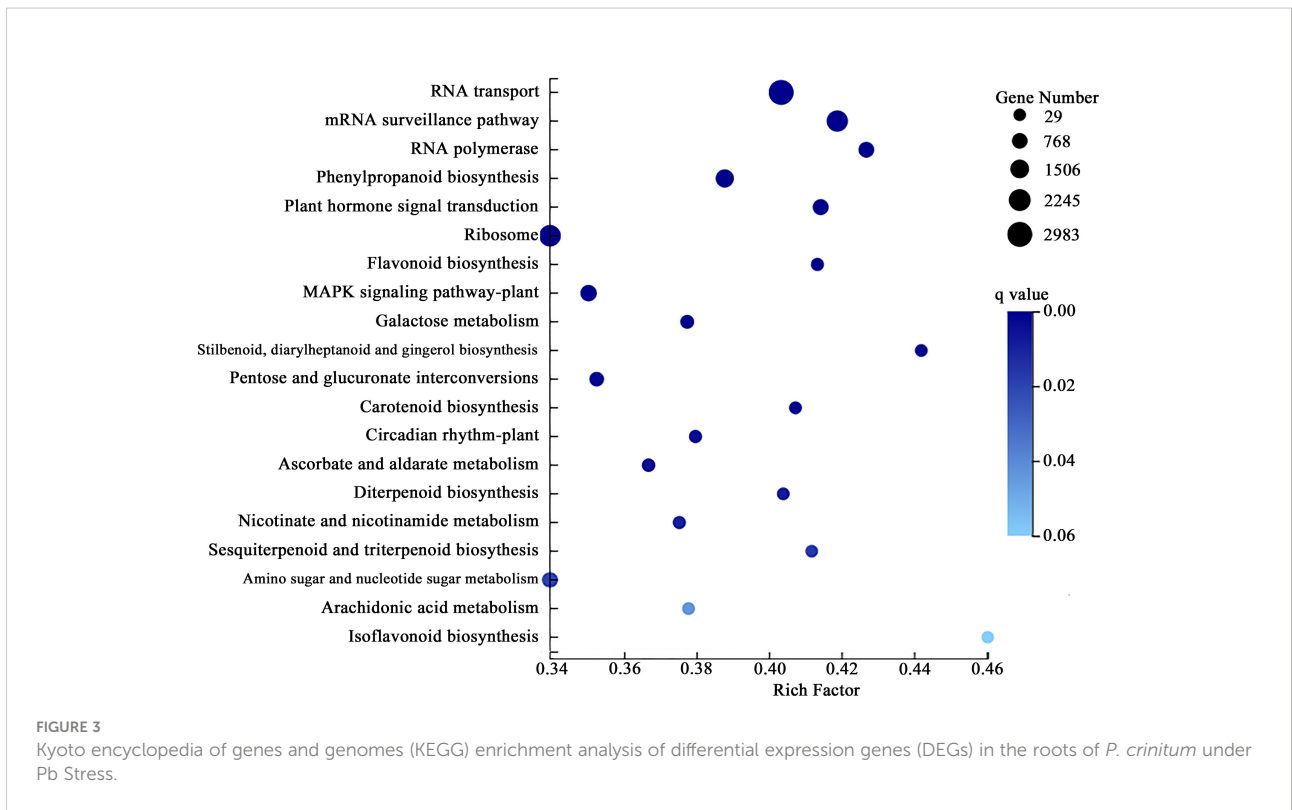 RNA transport
mRNA surveillance pathway
RNA polymerase
Phenylpropanoid biosynthesis
Plant hormone signal transduction
Ribosome
Flavonoid biosynthesis
MAPK signaling pathway-plant
Galactose metabolism
Stilbenoid, diarylheptanoid and gingerol biosynthesis
Pentose and glucuronate interconversions
Carotenoid biosynthesis
Circadian rhythm-plant
Ascorbate and aldarate metabolism
Diterpenoid biosynthesis
Nicotinate and nicotinamide metabolism
Sesquiterpenoid and triterpenoid biosythesis
Amino sugar and nucleotide sugar metabolism
Arachidonic acid metabolism
Isoflavonoid biosynthesis
0.34 0.36 0.38 0.40 0.42 0.44 0.46
Rich Factor
Gene Number
29
768
1506
2245
2983
q value
0.00
0.02
0.04
0.06
FIGURE 3
Kyoto encyclopedia of genes and genomes (KEGG) enrichment analysis of differential expression genes (DEGs) in the roots of P. crinitum under
Pb Stress.